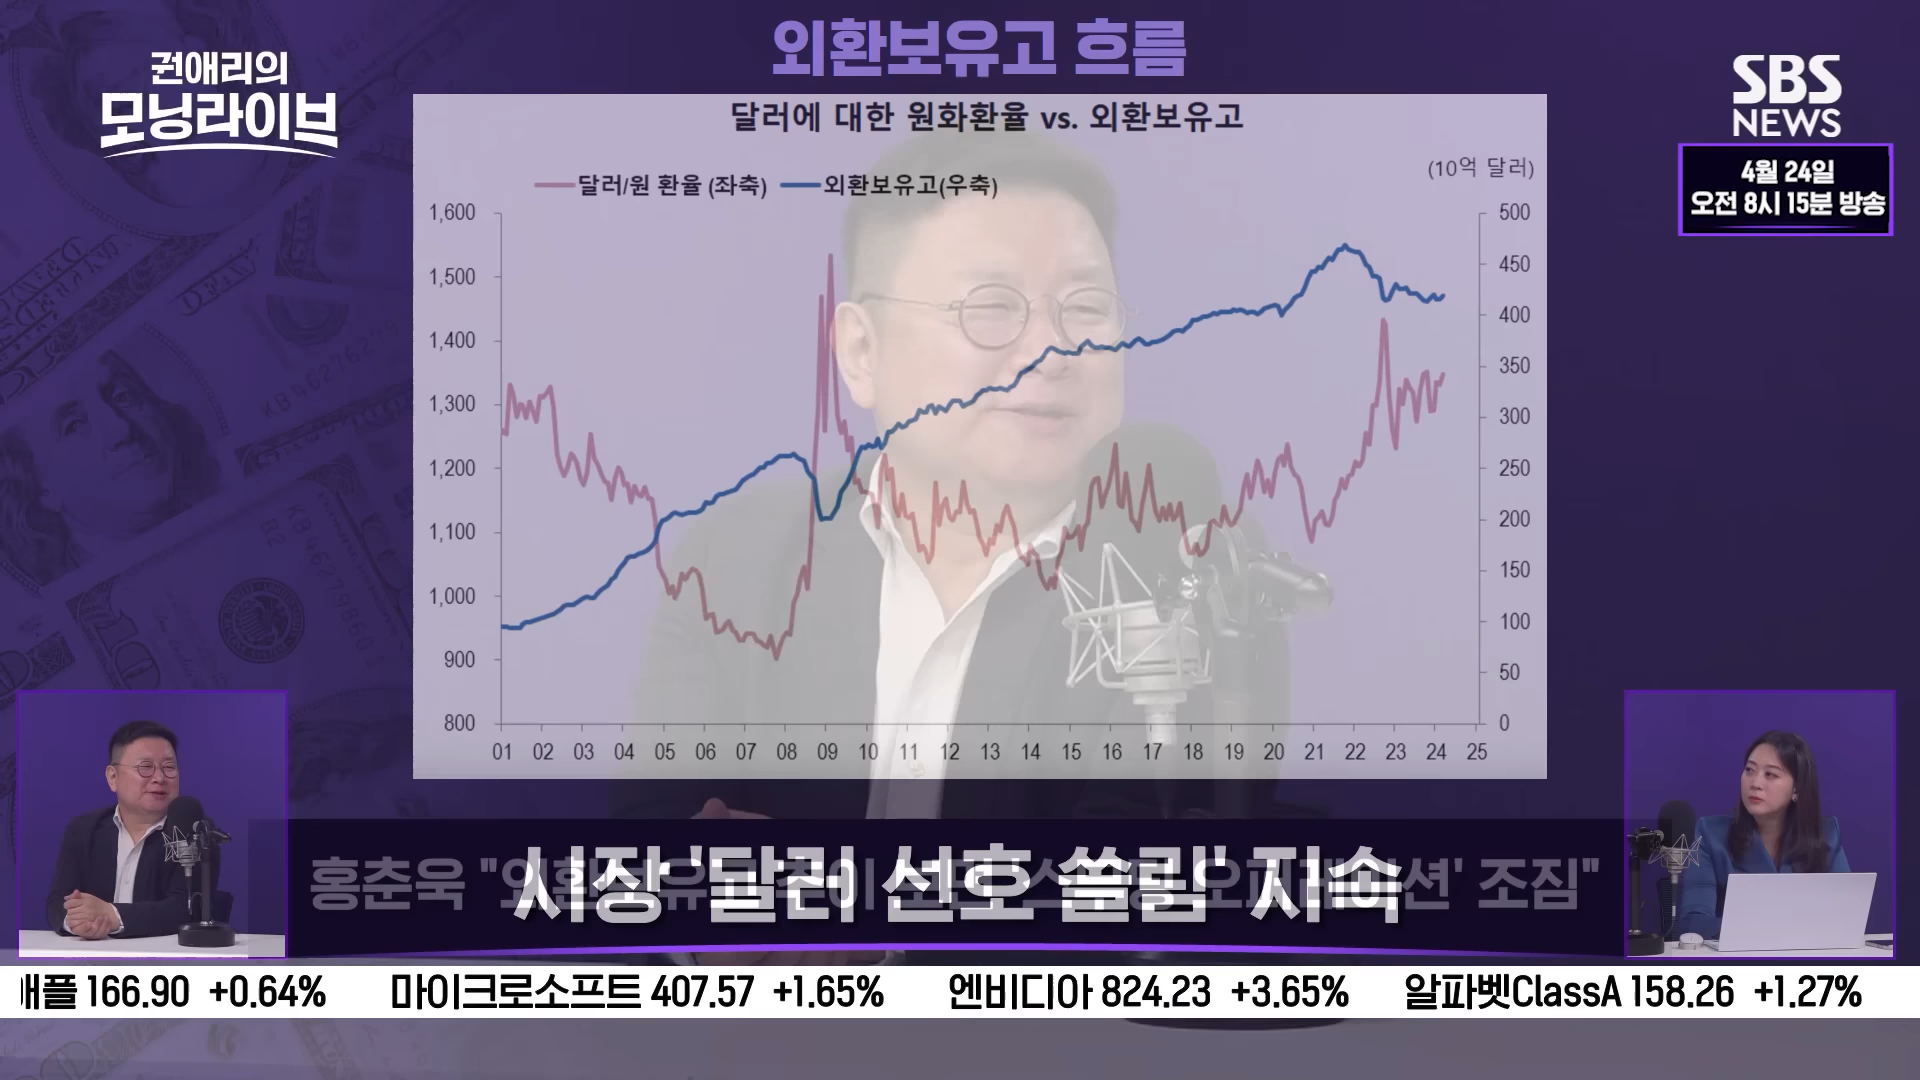 외환보유고 흐름
권애리의
모닝라이브
SBS
NEWS
4월 24일
오전 8시 15분 방송
달러에 대한 원화환율 vs. 외환보유고
(10억 달러)
달러/원 환율 (좌축) 외환보유고(우축)
1,600
1,500
1,400
1,300
1,200
1,100
1,000
900
800
500
450
400
350
300
250
200
150
100
50
0
01 02 03 04 05 06 07 08 09 10 11 12 13 14 15 16 17 18 19 20 21 22 23 24 25
시장 '달러 선호 쏠림' 지속
홍춘욱 "외환보유 조짐"
애플 166.90 +0.64% 마이크로소프트 407.57 +1.65% 엔비디아 824.23 +3.65% 알파벳ClassA 158.26 +1.27%